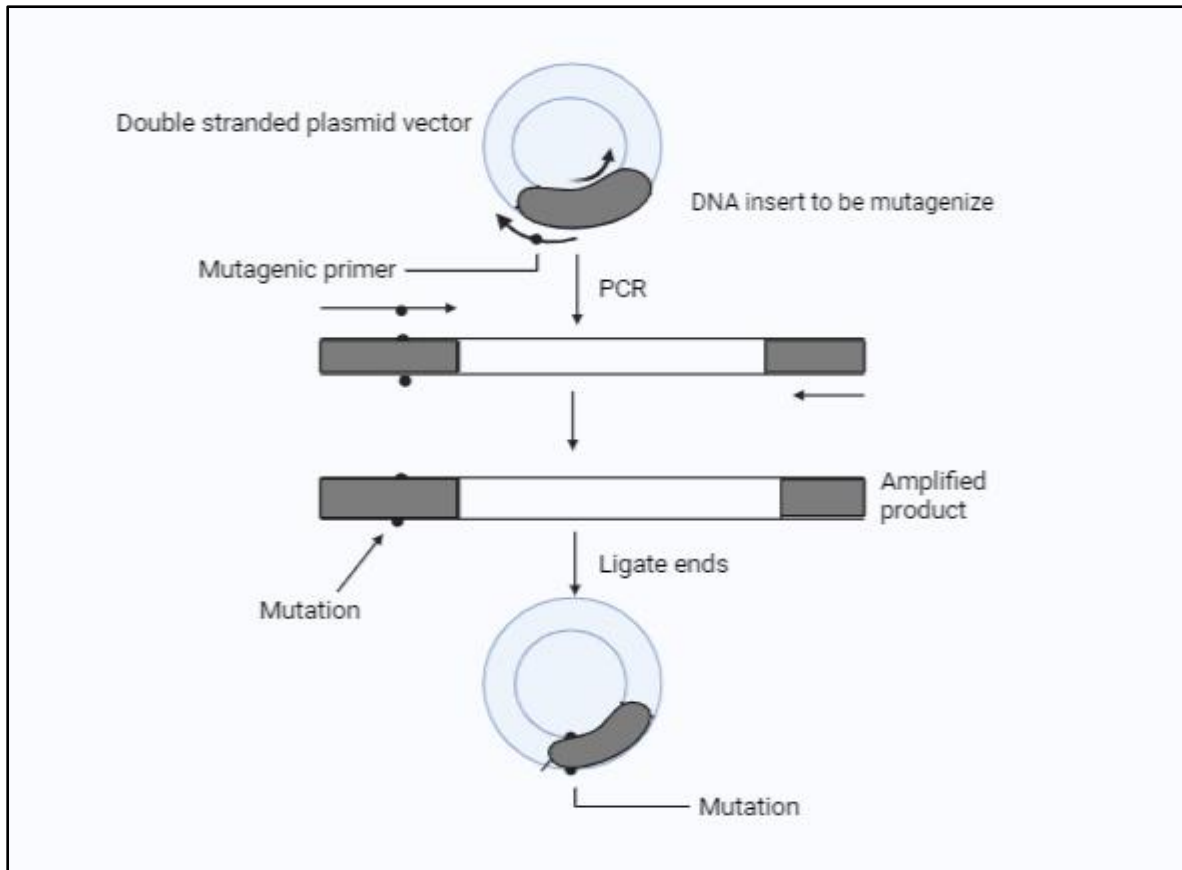 Double stranded plasmid vector
DNA insert to be mutagenize
Mutagenic primer
PCR
Amplified
product
Ligate ends
Mutation
Mutation